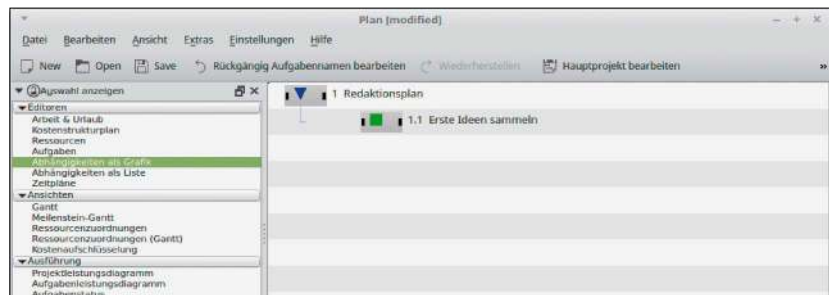 Plan [modified]
Datei Bearbeiten Ansicht Extras Einstellungen Hilfe
New Open Save Rückgängig Aufgabennamen bearbeiten Wiederherstellen Hauptprojekt bearbeiten »
Auswahl anzeigen
1 Redaktionsplan
Editoren
1.1 Erste Ideen sammeln
Arbeit & Urlaub
Kostenstrukturplan
Ressourcen
Aufgaben
Abhängigkeiten als Grafik
Abhängigkeiten als Liste
Zeitpläne
Ansichten
Gantt
Meilenstein-Gantt
Ressourcenzuordnungen
Ressourcenzuordnungen (Gantt)
Kostenaufschlüsselung
Ausführung
Projektleistungsdiagramm
Aufgabenleistungsdiagramm
Aufgabenstatus